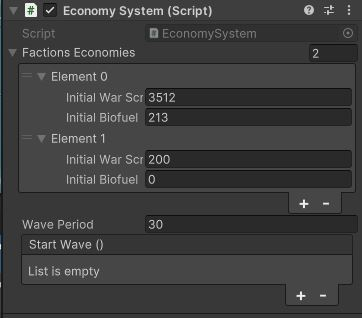 Economy System (Script)
Script EconomySystem
Factions Economies 2
Element 0
Initial War Scr 3512
Initial Biofuel 213
Element 1
Initial War Scr 200
Initial Biofuel 0
+ -
Wave Period 30
Start Wave ()
List is empty
+ -